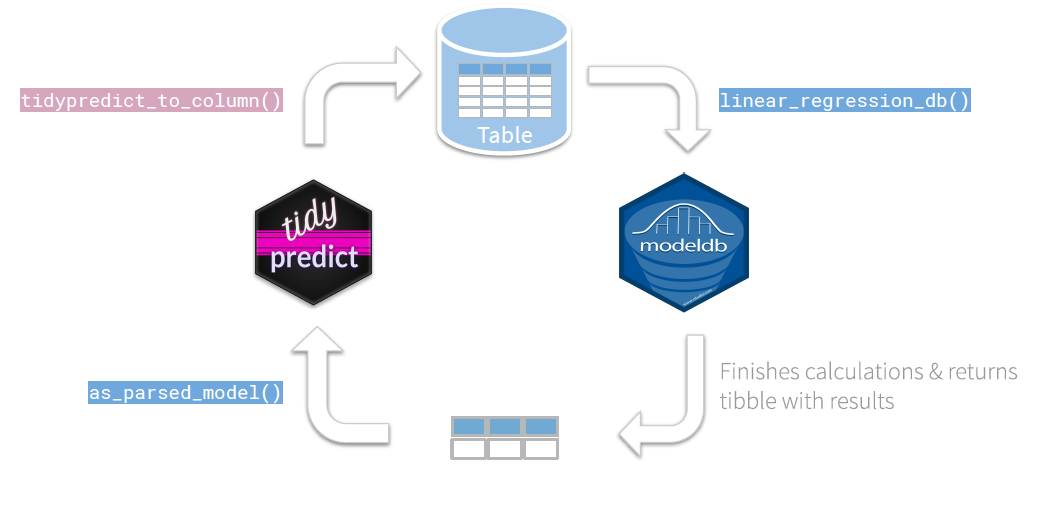 tidypredict_to_column()
Table
linear_regression_db()
tidy
predict
modeldb
Finishes calculations & returns
tibble with results
as_parsed_model()